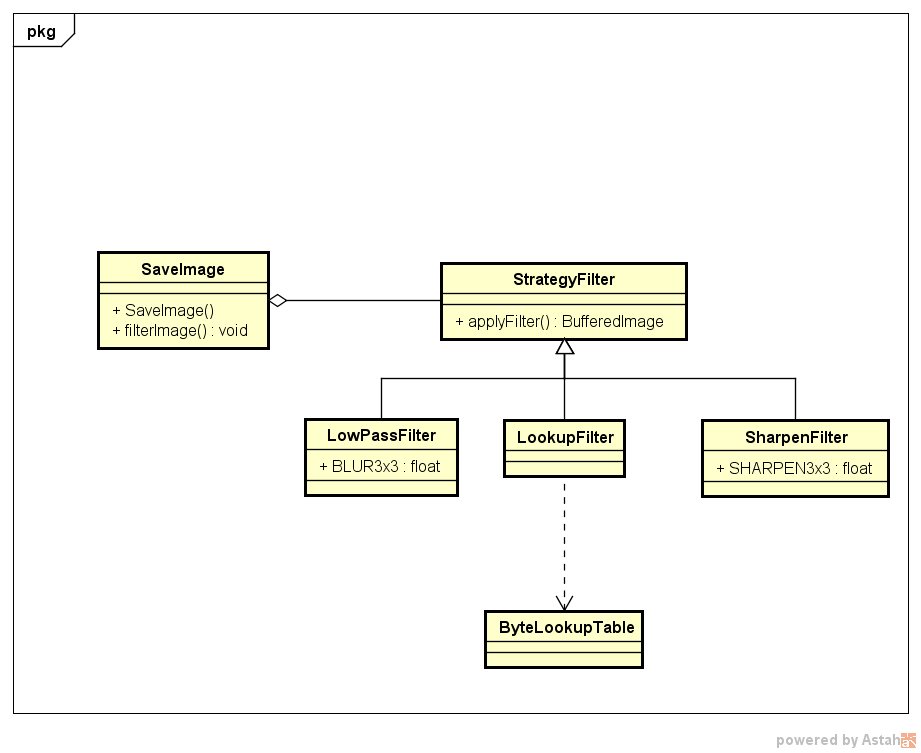 pkg
SaveImage
+ SaveImage()
+ filterImage() : void
StrategyFilter
+ applyFilter() : BufferedImage
LowPassFilter
+ BLUR3x3 : float
LookupFilter
SharpenFilter
+ SHARPEN3x3 : float
ByteLookupTable
powered by Astah